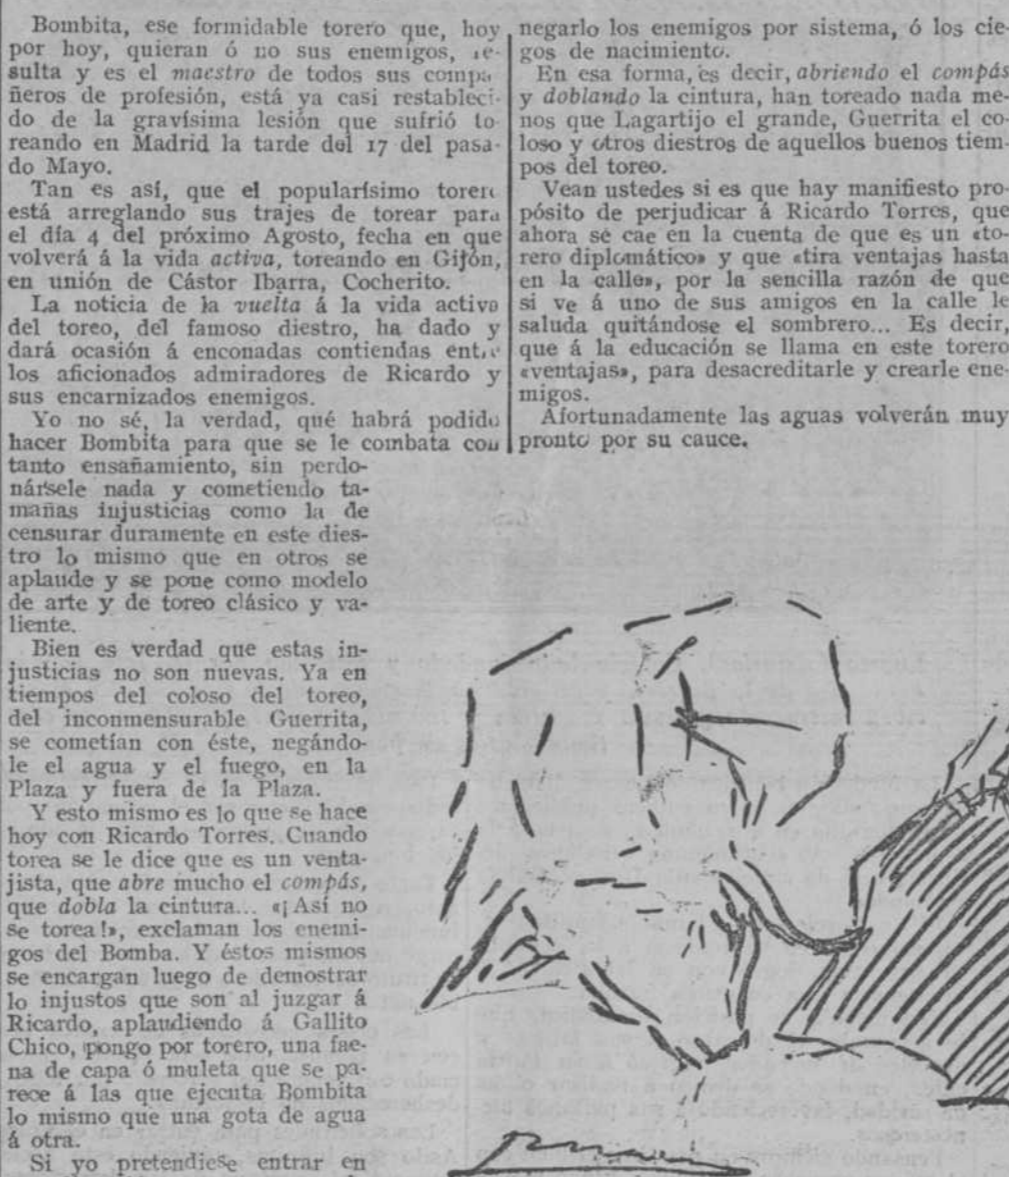 Bombita, ese formidable torero que, hoy
por hoy, quieran ó no sus enemigos, re-
sulta y es el maestro de todos sus compa
ñeros de profesión, está ya casi restableci-
do de la gravísima lesión que sufrió to
reando en Madrid la tarde del 17 del pasa-
do Mayo.
Tan es así, que el popularísimo torero
está arreglando sus trajes de torear para
el día 4 del próximo Agosto, fecha en que
volverá á la vida activa, toreando en Gijón,
en unión de Cástor Ibarra, Cocherito.
La noticia de la vuelta á la vida activa
del toreo, del famoso diestro, ha dado y
dará ocasión á enconadas contiendas entre
los aficionados admiradores de Ricardo y
sus encarnizados enemigos.
Yo no sé, la verdad, qué habrá podido
hacer Bombita para que se le combata con
tanto ensañamiento, sin perdo-
nársele nada y cometiendo ta-
mañas injusticias como la de
censurar duramente en este dies-
tro lo mismo que en otros se
aplaude y se pone como modelo
de arte y de toreo clásico y va-
liente.
Bien es verdad que estas in-
justicias no son nuevas. Ya en
tiempos del coloso del toreo,
del inconmensurable Guerrita,
se cometían con éste, negándo-
le el agua y el fuego, en la
Plaza y fuera de la Plaza.
Y esto mismo es lo que se hace
hoy con Ricardo Torres. Cuando
torea se le dice que es un venta-
jista, que abre mucho el compás,
que dobla la cintura... «¡Así no
se torea!», exclaman los enemi-
gos del Bomba. Y éstos mismos
se encargan luego de demostrar
lo injustos que son al juzgar á
Ricardo, aplaudiendo á Gallito
Chico, pongo por torero, una fae-
na de capa ó muleta que se pa-
rece á las que ejecuta Bombita
lo mismo que una gota de agua
á otra.
Si yo pretendiese entrar en
negarlo los enemigos por sistema, ó los cie-
gos de nacimiento.
En esa forma, es decir, abriendo el compás
y doblando la cintura, han toreado nada me-
nos que Lagartijo el grande, Guerrita el co-
loso y otros diestros de aquellos buenos tiem-
pos del toreo.
Vean ustedes si es que hay manifiesto pro-
pósito de perjudicar á Ricardo Torres, que
ahora se cae en la cuenta de que es un «to-
rero diplomático» y que «tira ventajas hasta
en la calle», por la sencilla razón de que
si ve á uno de sus amigos en la calle le
saluda quitándose el sombrero... Es decir,
que á la educación se llama en este torero
«ventajas», para desacreditarle y crearle ene-
migos.
Afortunadamente las aguas volverán muy
pronto por su cauce.